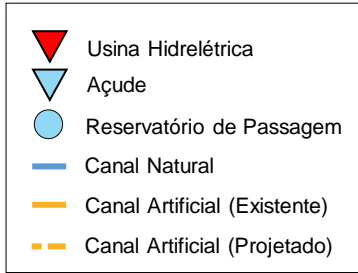 Usina Hidrelétrica
Açude
Reservatório de Passagem
Canal Natural
Canal Artificial (Existente)
Canal Artificial (Projetado)